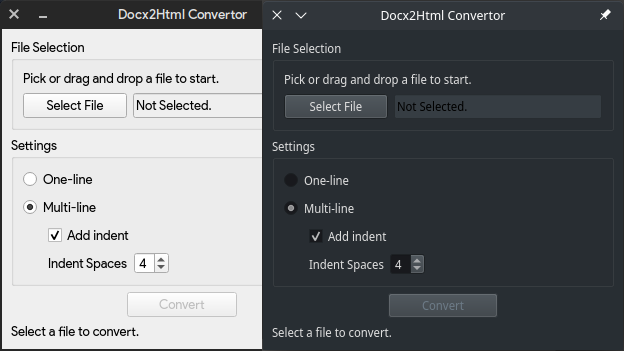 Docx2Html Convertor
File Selection
Pick or drag and drop a file to start.
Select File
Not Selected.
Settings
One-line
Multi-line
Add indent
Indent Spaces 4
Convert
Select a file to convert.
Docx2Html Convertor
File Selection
Pick or drag and drop a file to start.
Select File
Not Selected.
Settings
One-line
Multi-line
Add indent
Indent Spaces 4
Convert
Select a file to convert.